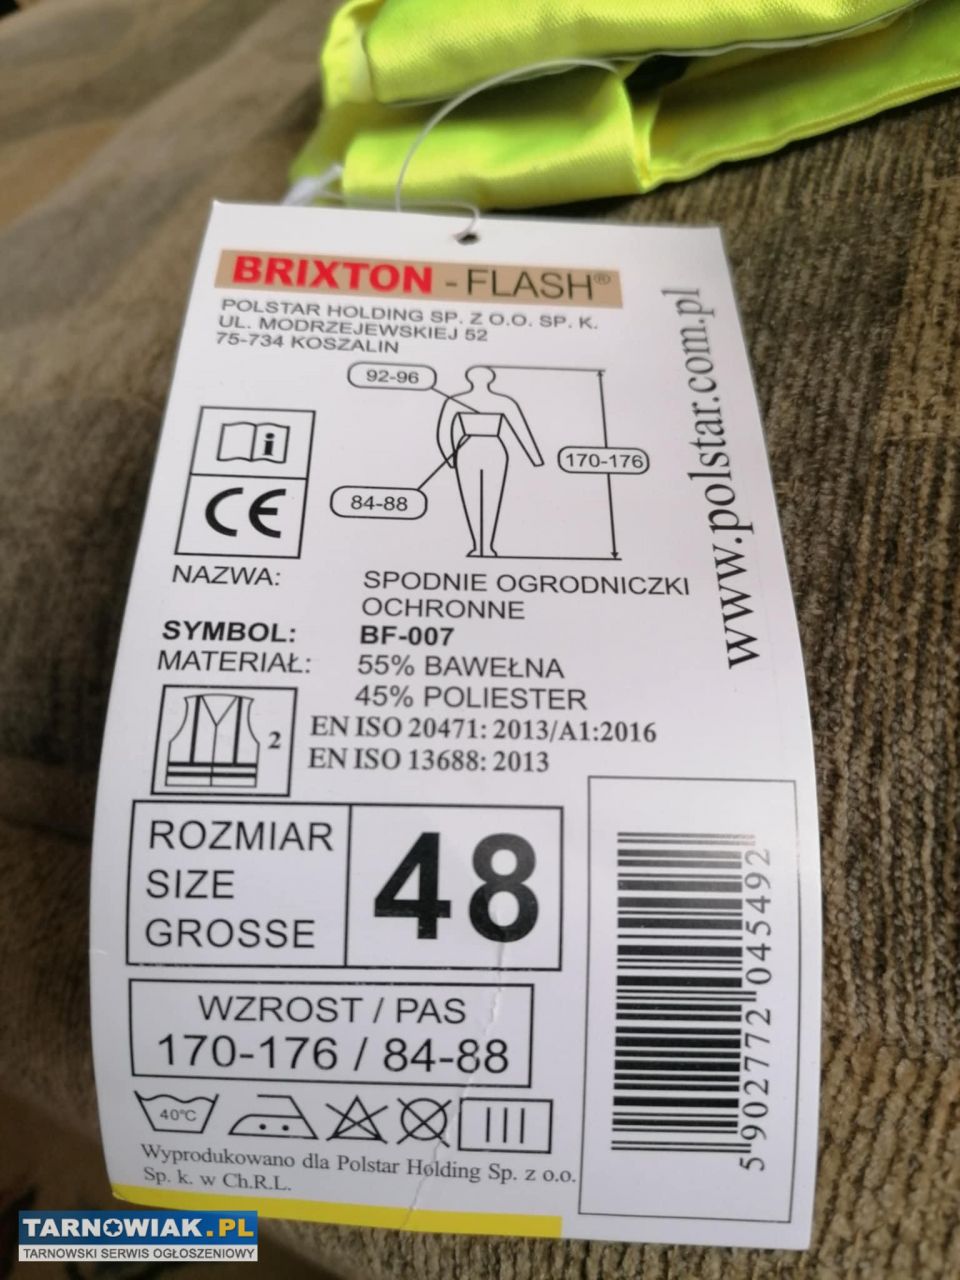 BRIXTON - FLASH®
POLSTAR HOLDING SP. Z O.O. SP. K.
UL. MODRZEJEWSKIEJ 52
75-734 KOSZALIN
www.polstar.com.pl
92-96
170-176
84-88
i
CE
NAZWA: SPODNIE OGRODNICZKI
OCHRONNE
SYMBOL: BF-007
MATERIAŁ: 55% BAWEŁNA
45% POLIESTER
2
EN ISO 20471: 2013/A1:2016
EN ISO 13688: 2013
ROZMIAR
SIZE
GROSSE
48
WZROST / PAS
170-176 / 84-88
40°C
Wyprodukowano dla Polstar Holding Sp. z o.o.
Sp. k. w Ch.R.L.
5902772045492
TARNOWIAK.PL
TARNOWSKI SERWIS OGŁOSZENIOWY